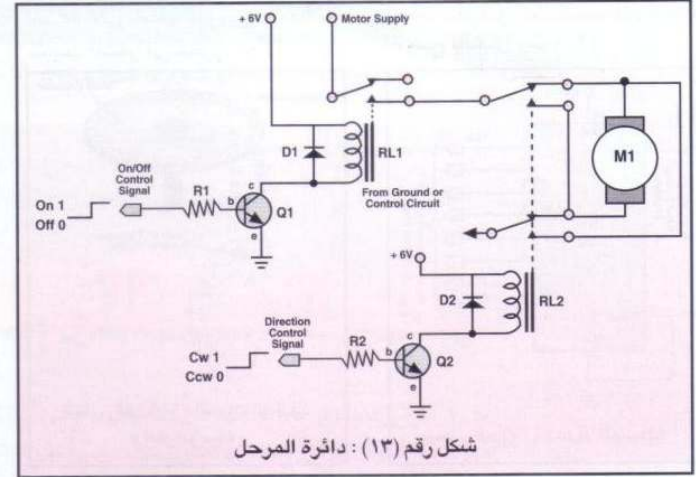 + 6V
Motor Supply
D1
RL1
M1
On/Off
Control
Signal
R1
From Ground or
Control Circuit
On 1
Off 0
c
b
Q1
e
+ 6V
D2
RL2
Direction
Control
Signal
R2
Cw 1
Ccw 0
c
b
Q2
e
شكل رقم (١٣) : دائرة المرحل